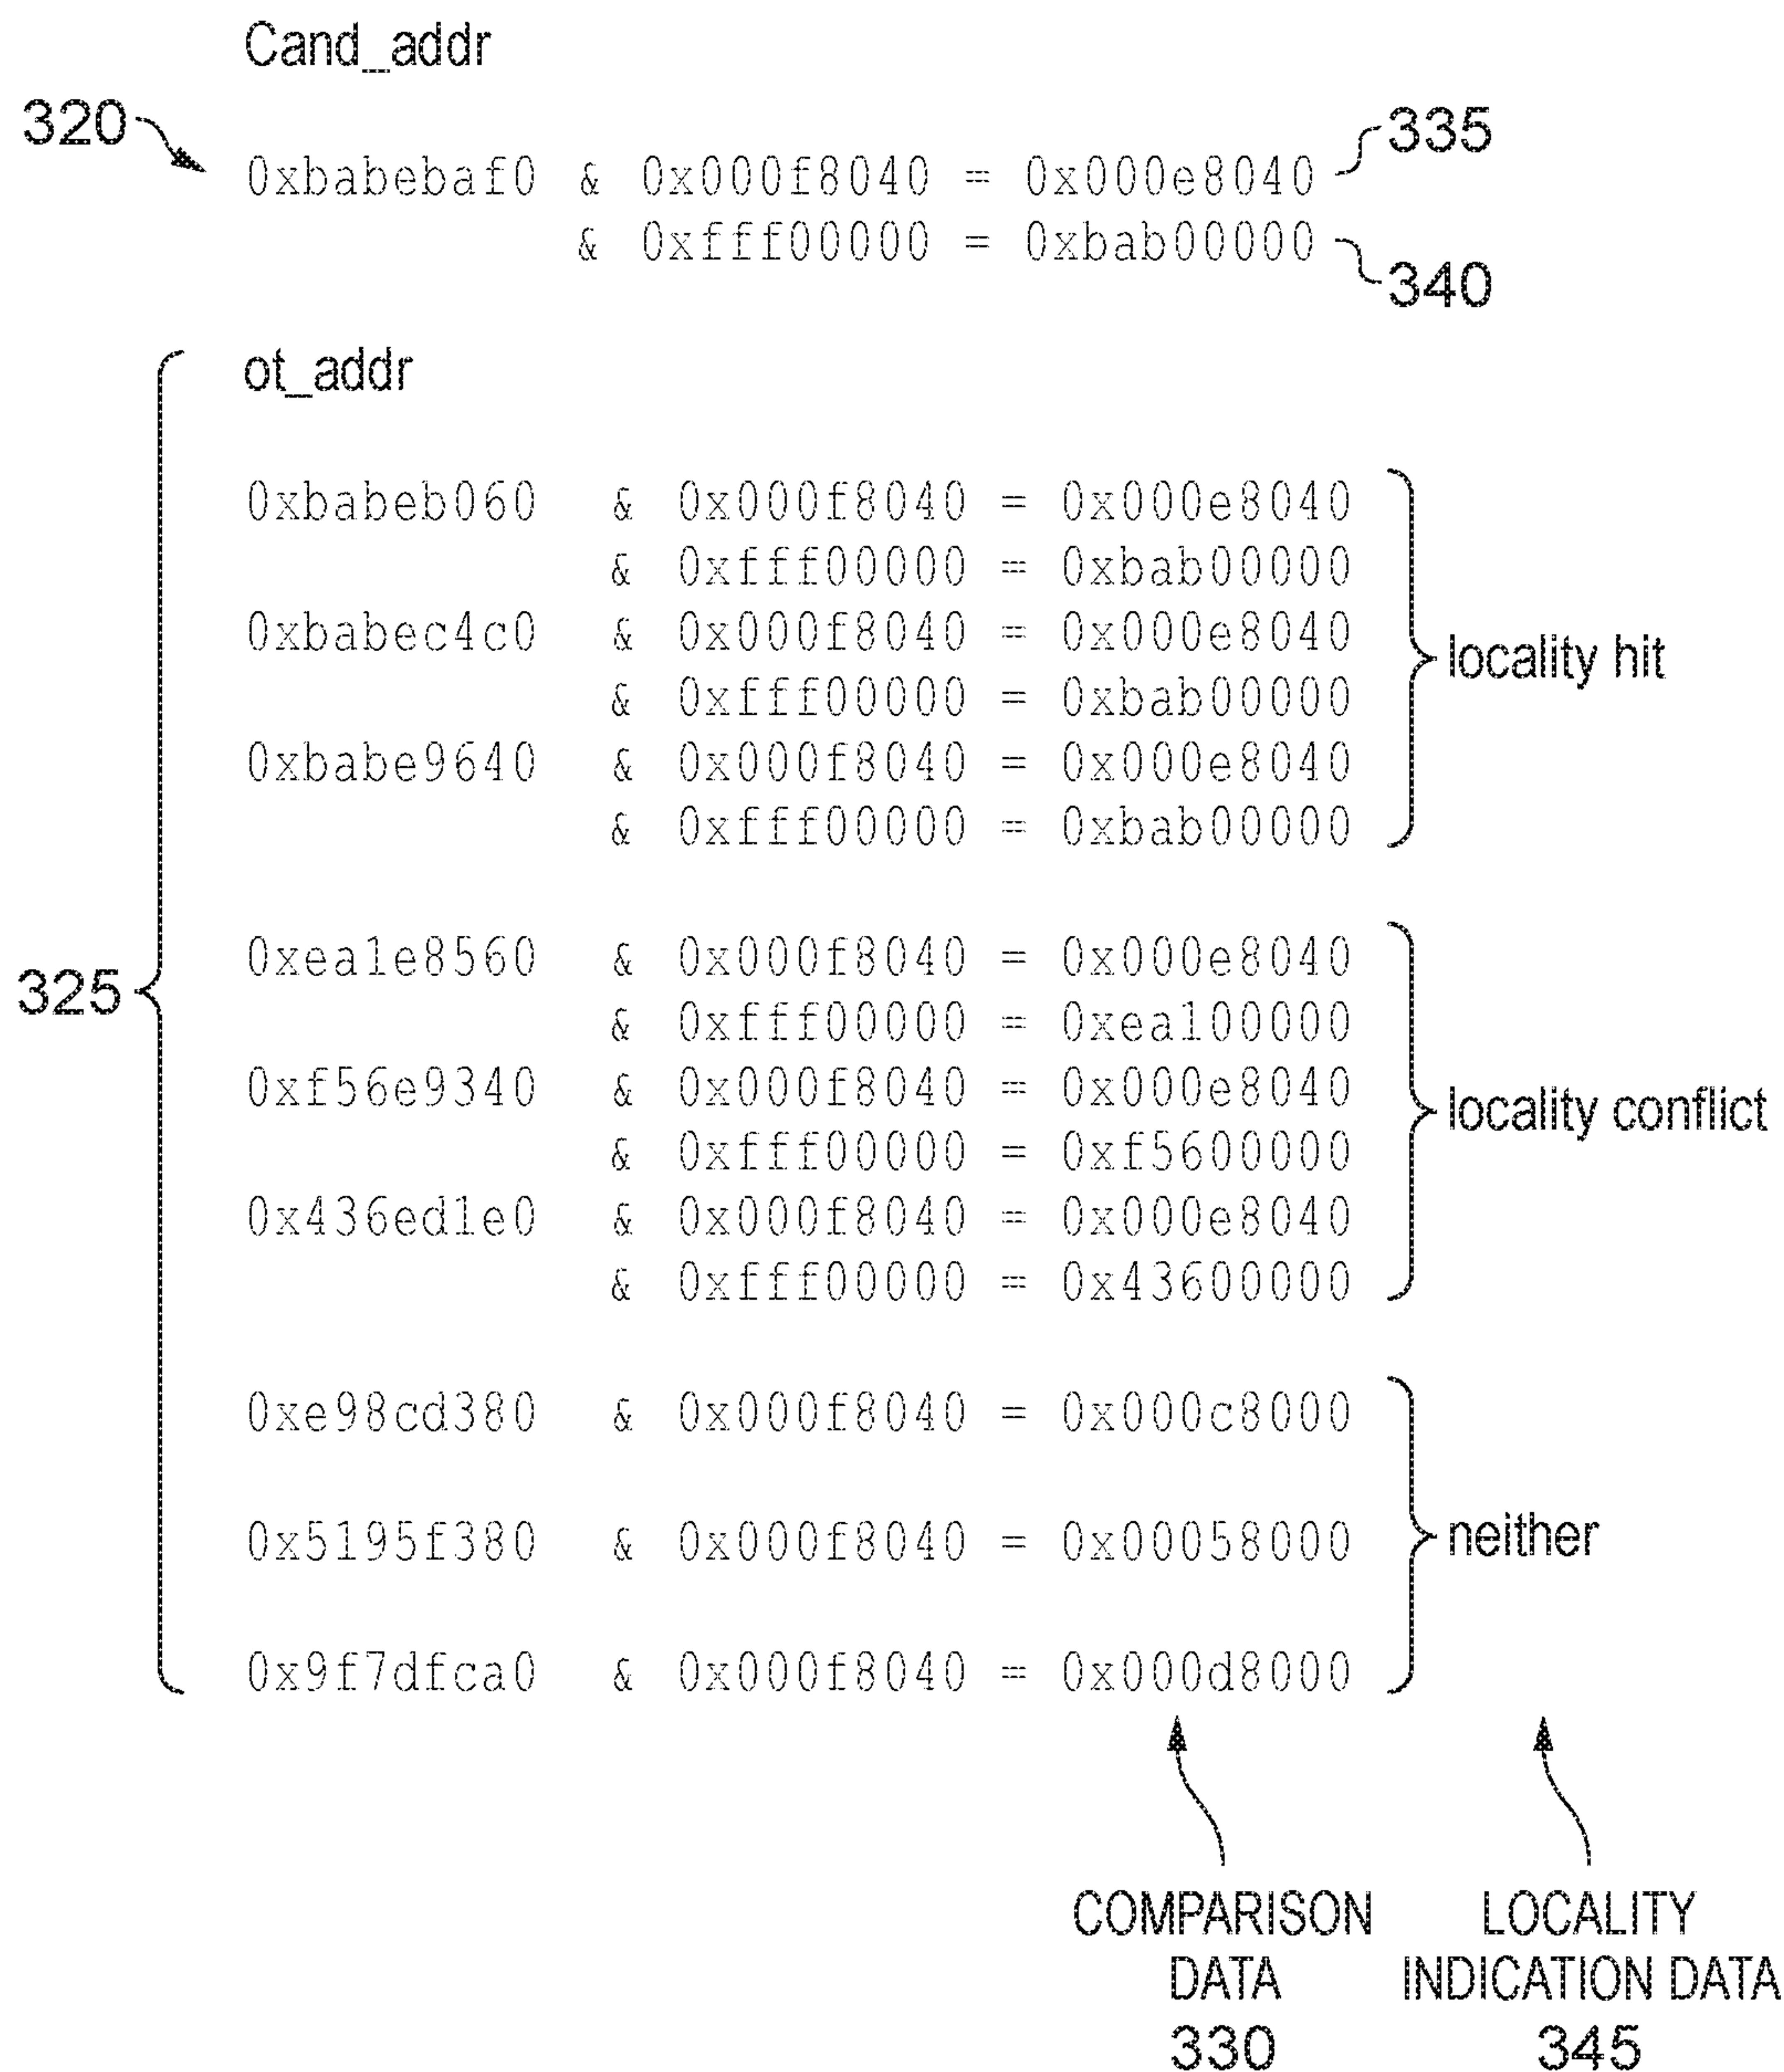 Cand_addr
320
335
0xbabebaf0 & 0x000f8040 = 0x000e8040
& 0xfff00000 = 0xbab00000
340
ot_addr
0xbabeb060 & 0x000f8040 = 0x000e8040
& 0xfff00000 = 0xbab00000
0xbabec4c0 & 0x000f8040 = 0x000e8040
locality hit
& 0xfff00000 = 0xbab00000
0xbabe9640 & 0x000f8040 = 0x000e8040
& 0xfff00000 = 0xbab00000
0xea1e8560 & 0x000f8040 = 0x000e8040
325
& 0xfff00000 = 0xea100000
0xf56e9340 & 0x000f8040 = 0x000e8040
locality conflict
& 0xfff00000 = 0xf5600000
0x436ed1e0 & 0x000f8040 = 0x000e8040
& 0xfff00000 = 0x43600000
0xe98cd380 & 0x000f8040 = 0x000c8000
0x5195f380 & 0x000f8040 = 0x00058000
neither
0x9f7dfca0 & 0x000f8040 = 0x000d8000
COMPARISON
DATA
330
LOCALITY
INDICATION DATA
345